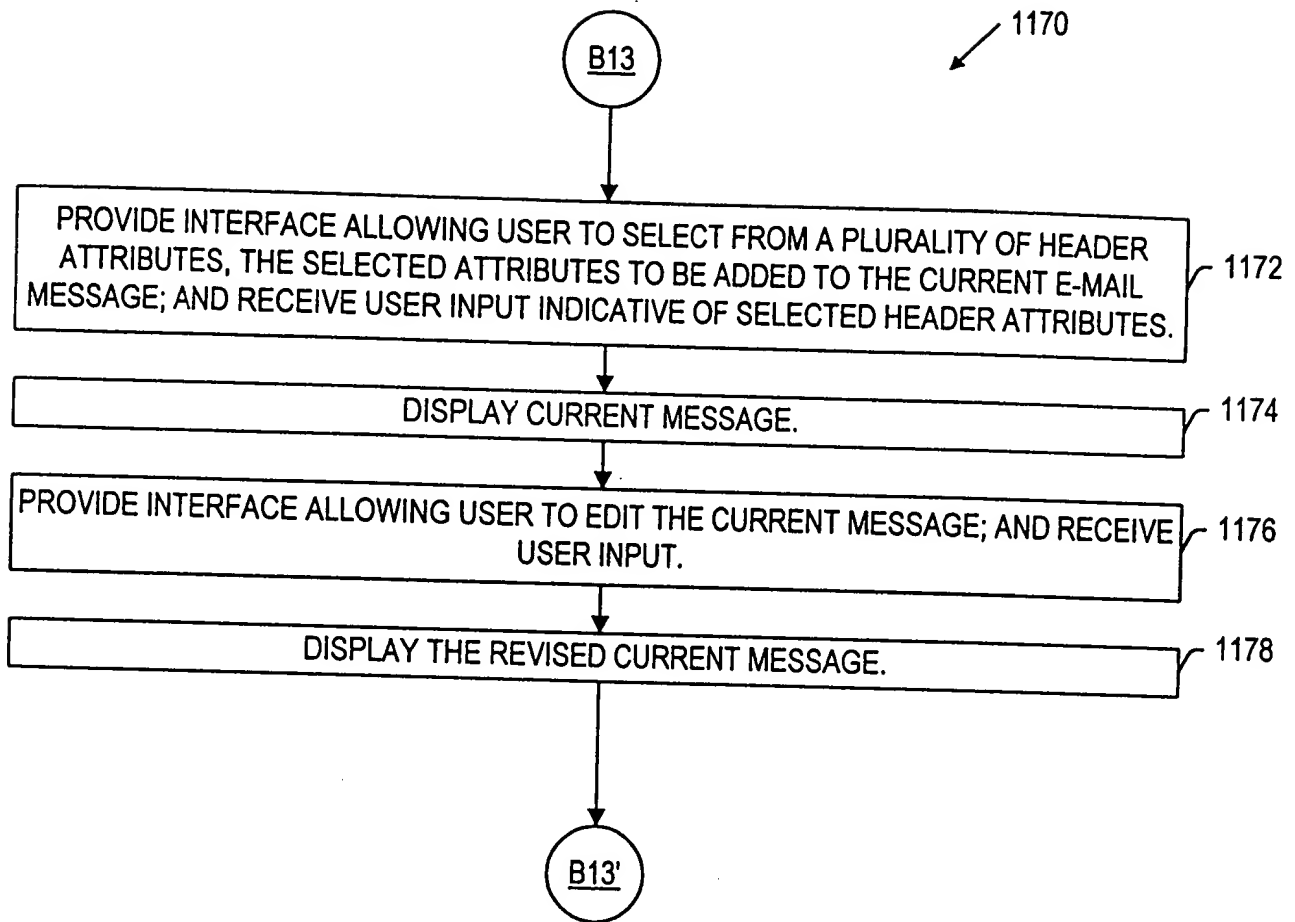 1170
B13
PROVIDE INTERFACE ALLOWING USER TO SELECT FROM A PLURALITY OF HEADER
ATTRIBUTES, THE SELECTED ATTRIBUTES TO BE ADDED TO THE CURRENT E-MAIL
MESSAGE; AND RECEIVE USER INPUT INDICATIVE OF SELECTED HEADER ATTRIBUTES.
1172
DISPLAY CURRENT MESSAGE.
1174
PROVIDE INTERFACE ALLOWING USER TO EDIT THE CURRENT MESSAGE; AND RECEIVE
USER INPUT.
1176
DISPLAY THE REVISED CURRENT MESSAGE.
1178
B13'